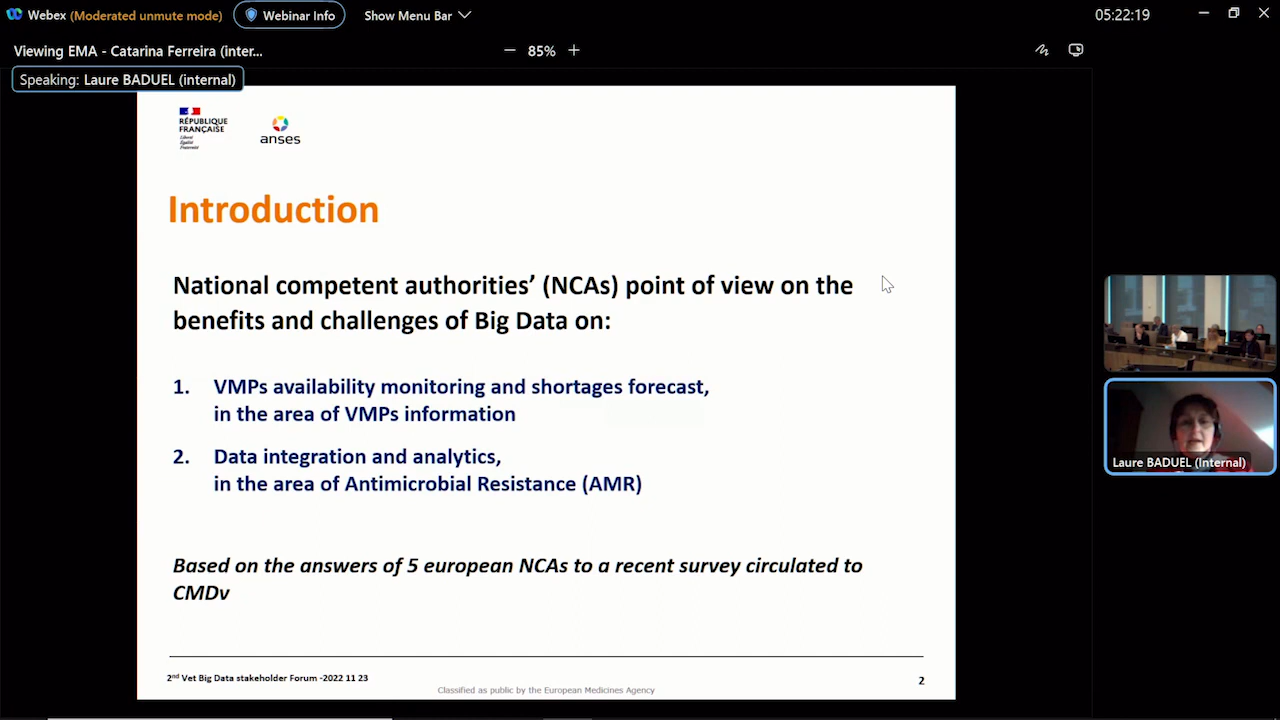 Webex (Moderated unmute mode) Webinar Info Show Menu Bar 05:22:19
Viewing EMA - Catarina Ferreira (inter... 85%
Speaking: Laure BADUEL (internal)
RÉPUBLIQUE
FRANÇAISE
Liberté
Égalité
Fraternité
anses
Introduction
National competent authorities’ (NCAs) point of view on the
benefits and challenges of Big Data on:
1. VMPs availability monitoring and shortages forecast,
in the area of VMPs information
2. Data integration and analytics,
in the area of Antimicrobial Resistance (AMR)
Based on the answers of 5 european NCAs to a recent survey circulated to
CMDv
2nd Vet Big Data stakeholder Forum -2022 11 23
2
Classified as public by the European Medicines Agency
Laure BADUEL (internal)